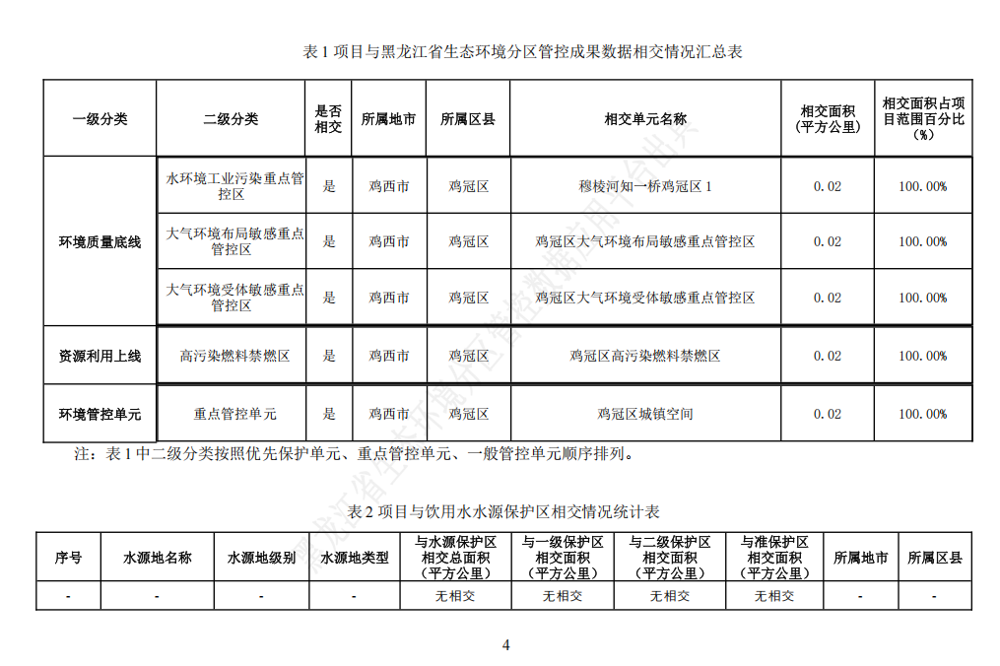 表 1 项目与黑龙江省生态环境分区管控成果数据相交情况汇总表
一级分类 二级分类 是否相交 所属地市 所属区县 相交单元名称 相交面积(平方公里) 相交面积占项目范围百分比(%)
环境质量底线 水环境工业污染重点管控区 是 鸡西市 鸡冠区 穆棱河知一桥鸡冠区 1 0.02 100.00%
大气环境布局敏感重点管控区 是 鸡西市 鸡冠区 鸡冠区大气环境布局敏感重点管控区 0.02 100.00%
大气环境受体敏感重点管控区 是 鸡西市 鸡冠区 鸡冠区大气环境受体敏感重点管控区 0.02 100.00%
资源利用上线 高污染燃料禁燃区 是 鸡西市 鸡冠区 鸡冠区高污染燃料禁燃区 0.02 100.00%
环境管控单元 重点管控单元 是 鸡西市 鸡冠区 鸡冠区城镇空间 0.02 100.00%
注：表 1 中二级分类按照优先保护单元、重点管控单元、一般管控单元顺序排列。
表 2 项目与饮用水水源保护区相交情况统计表
序号 水源地名称 水源地级别 水源地类型 与水源保护区相交总面积（平方公里） 与一级保护区相交面积（平方公里） 与二级保护区相交面积（平方公里） 与准保护区相交面积（平方公里） 所属地市 所属区县
- - - - 无相交 无相交 无相交 无相交 - -
黑龙江省生态环境分区管控数据应用平台出具
4